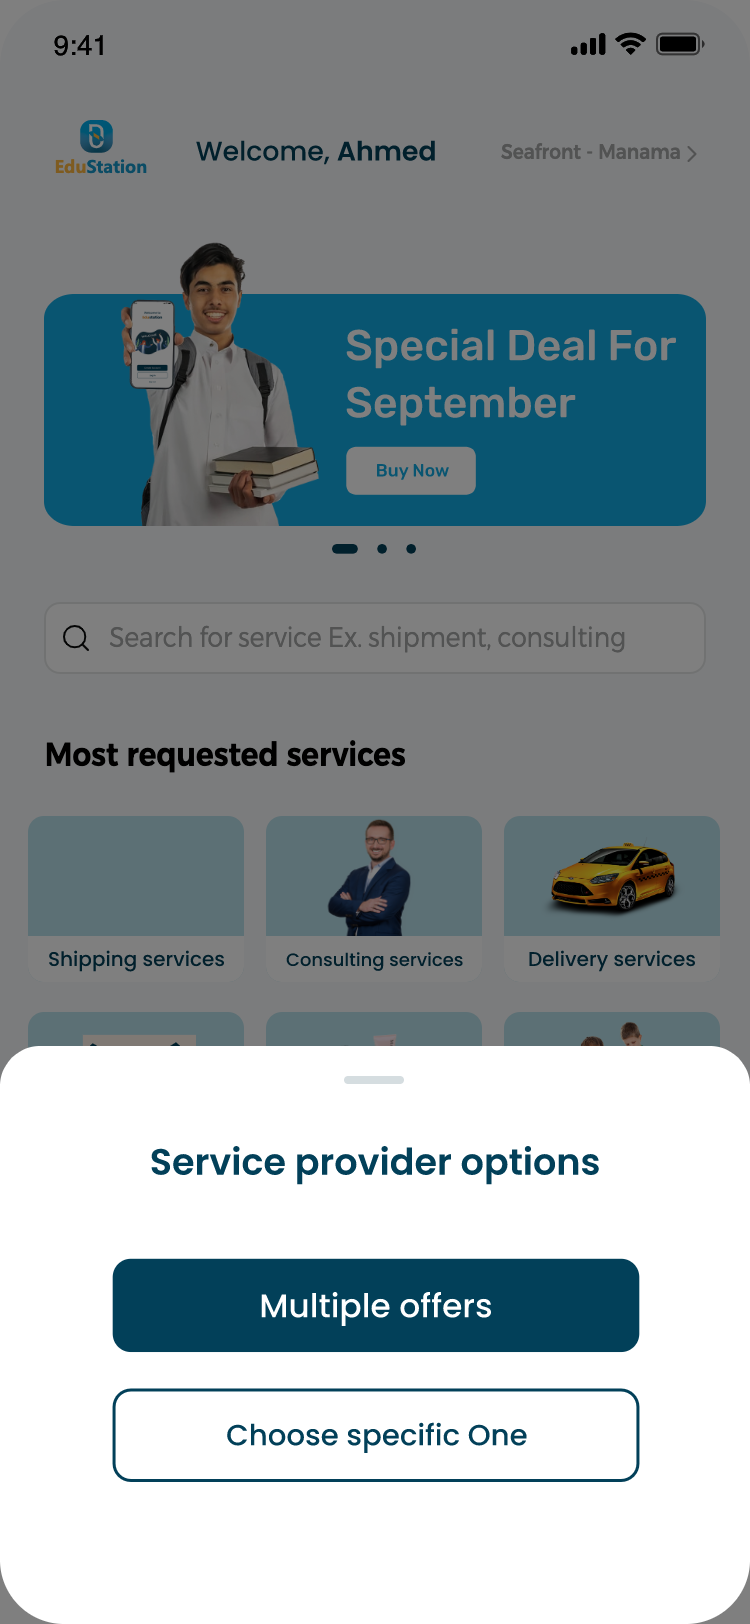 9:41
EduStation
Welcome, Ahmed
Seafront - Manama
Special Deal For
September
Buy Now
Search for service Ex. shipment, consulting
Most requested services
Shipping services
Consulting services
Delivery services
Service provider options
Multiple offers
Choose specific One